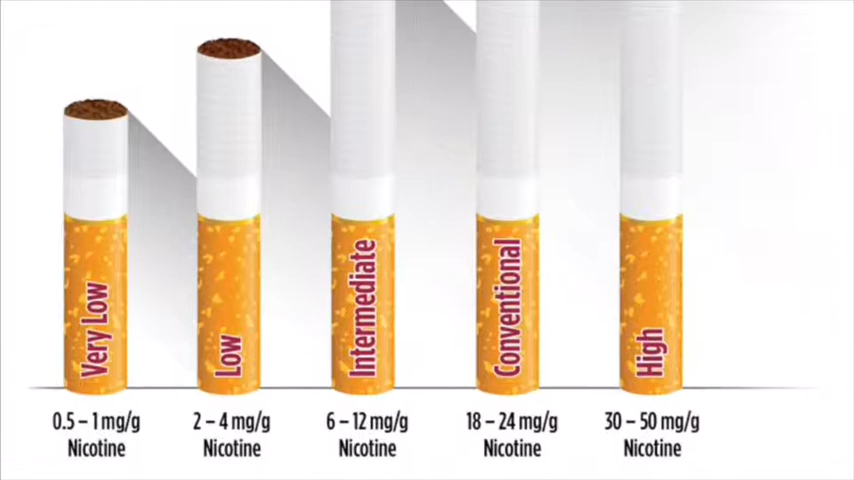 Very Low
Low
Intermediate
Conventional
High
0.5 – 1 mg/g
Nicotine
2 – 4 mg/g
Nicotine
6 – 12 mg/g
Nicotine
18 – 24 mg/g
Nicotine
30 – 50 mg/g
Nicotine